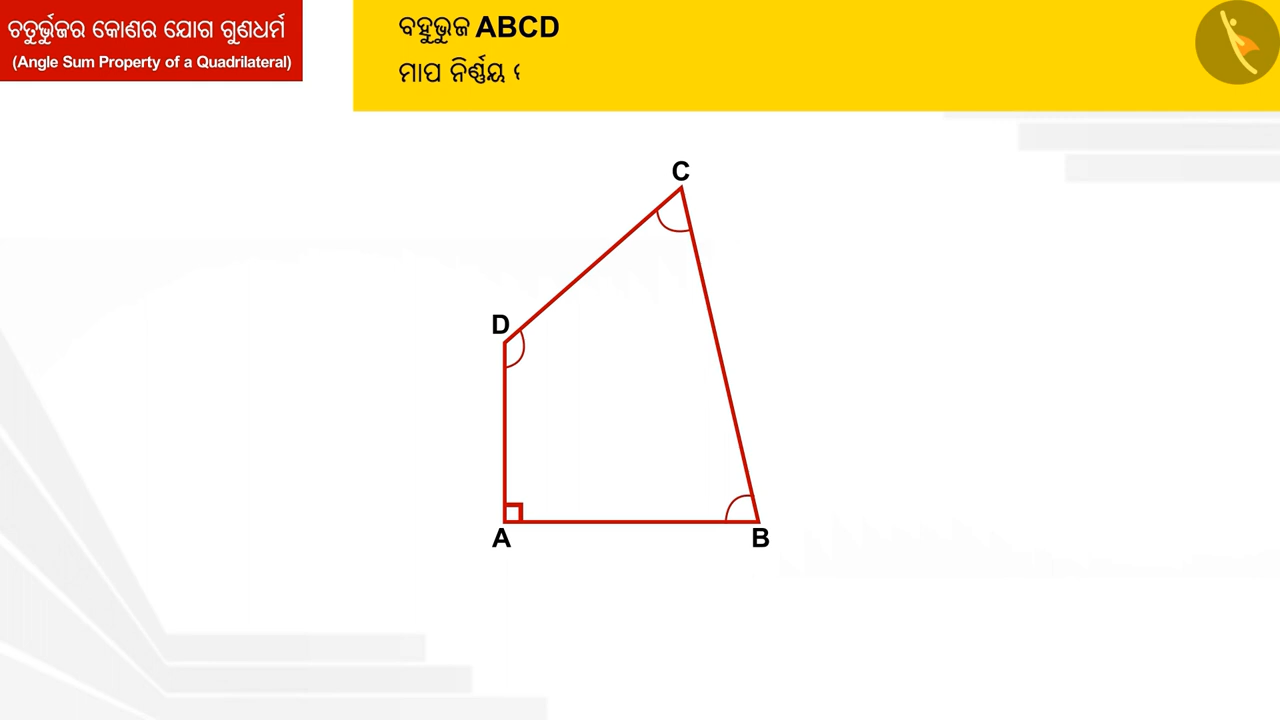 ଚତୁର୍ଭୁଜର କୋଣର ଯୋଗ ଗୁଣଧର୍ମ
(Angle Sum Property of a Quadrilateral)
ବହୁଭୁଜ ABCD
ମାପ ନିର୍ଣ୍ଣୟ
C
D
A
B